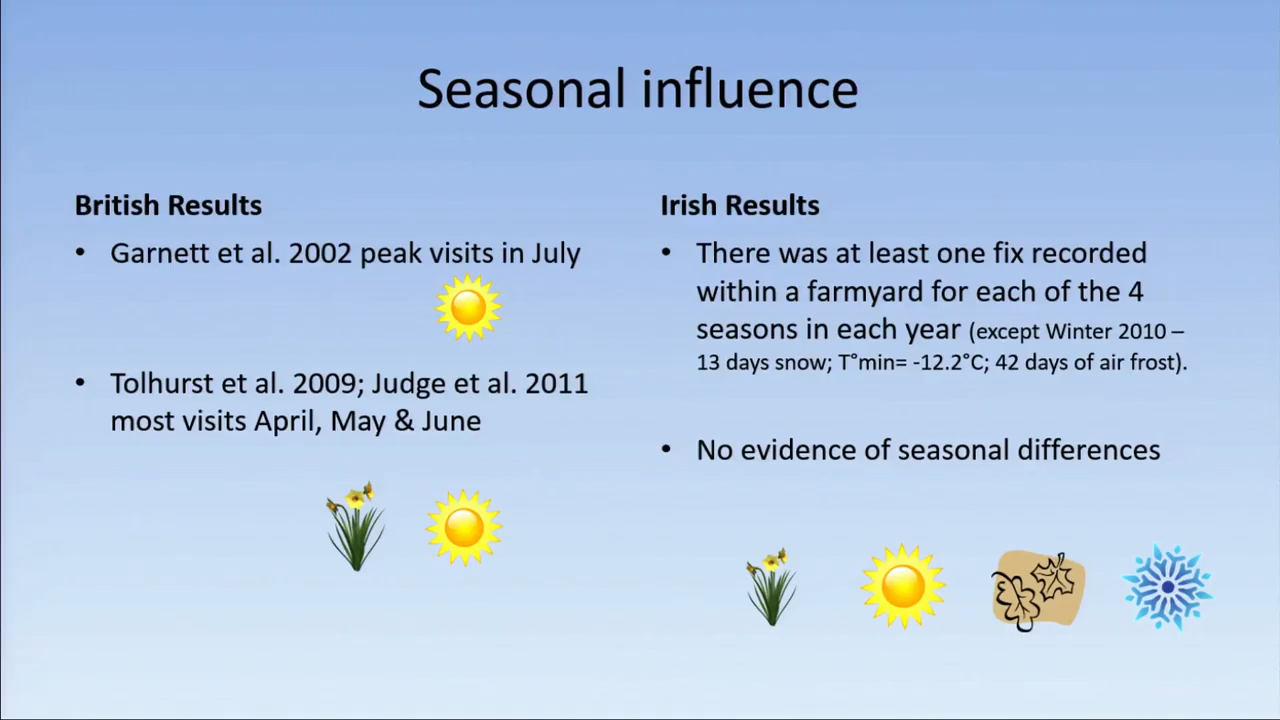 Seasonal influence
British Results
• Garnett et al. 2002 peak visits in July
• Tolhurst et al. 2009; Judge et al. 2011
most visits April, May & June
Irish Results
• There was at least one fix recorded
within a farmyard for each of the 4
seasons in each year (except Winter 2010 –
13 days snow; T°min= -12.2°C; 42 days of air frost).
• No evidence of seasonal differences